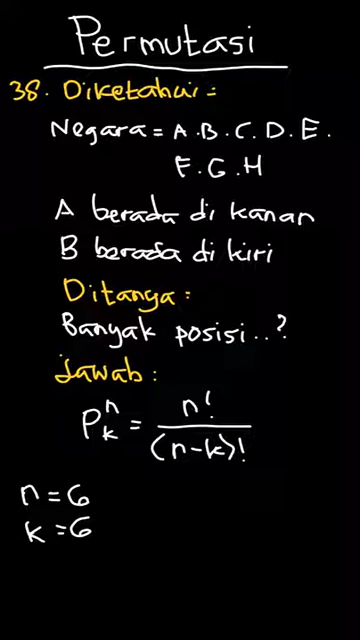 Permutasi
38. Diketahui =
Negara = A . B . C . D . E .
F . G . H
A berada di kanan
B berada di kiri
Ditanya :
Banyak posisi..?
Jawab :
P^n_k = n! / (n-k)!
n = 6
k = 6